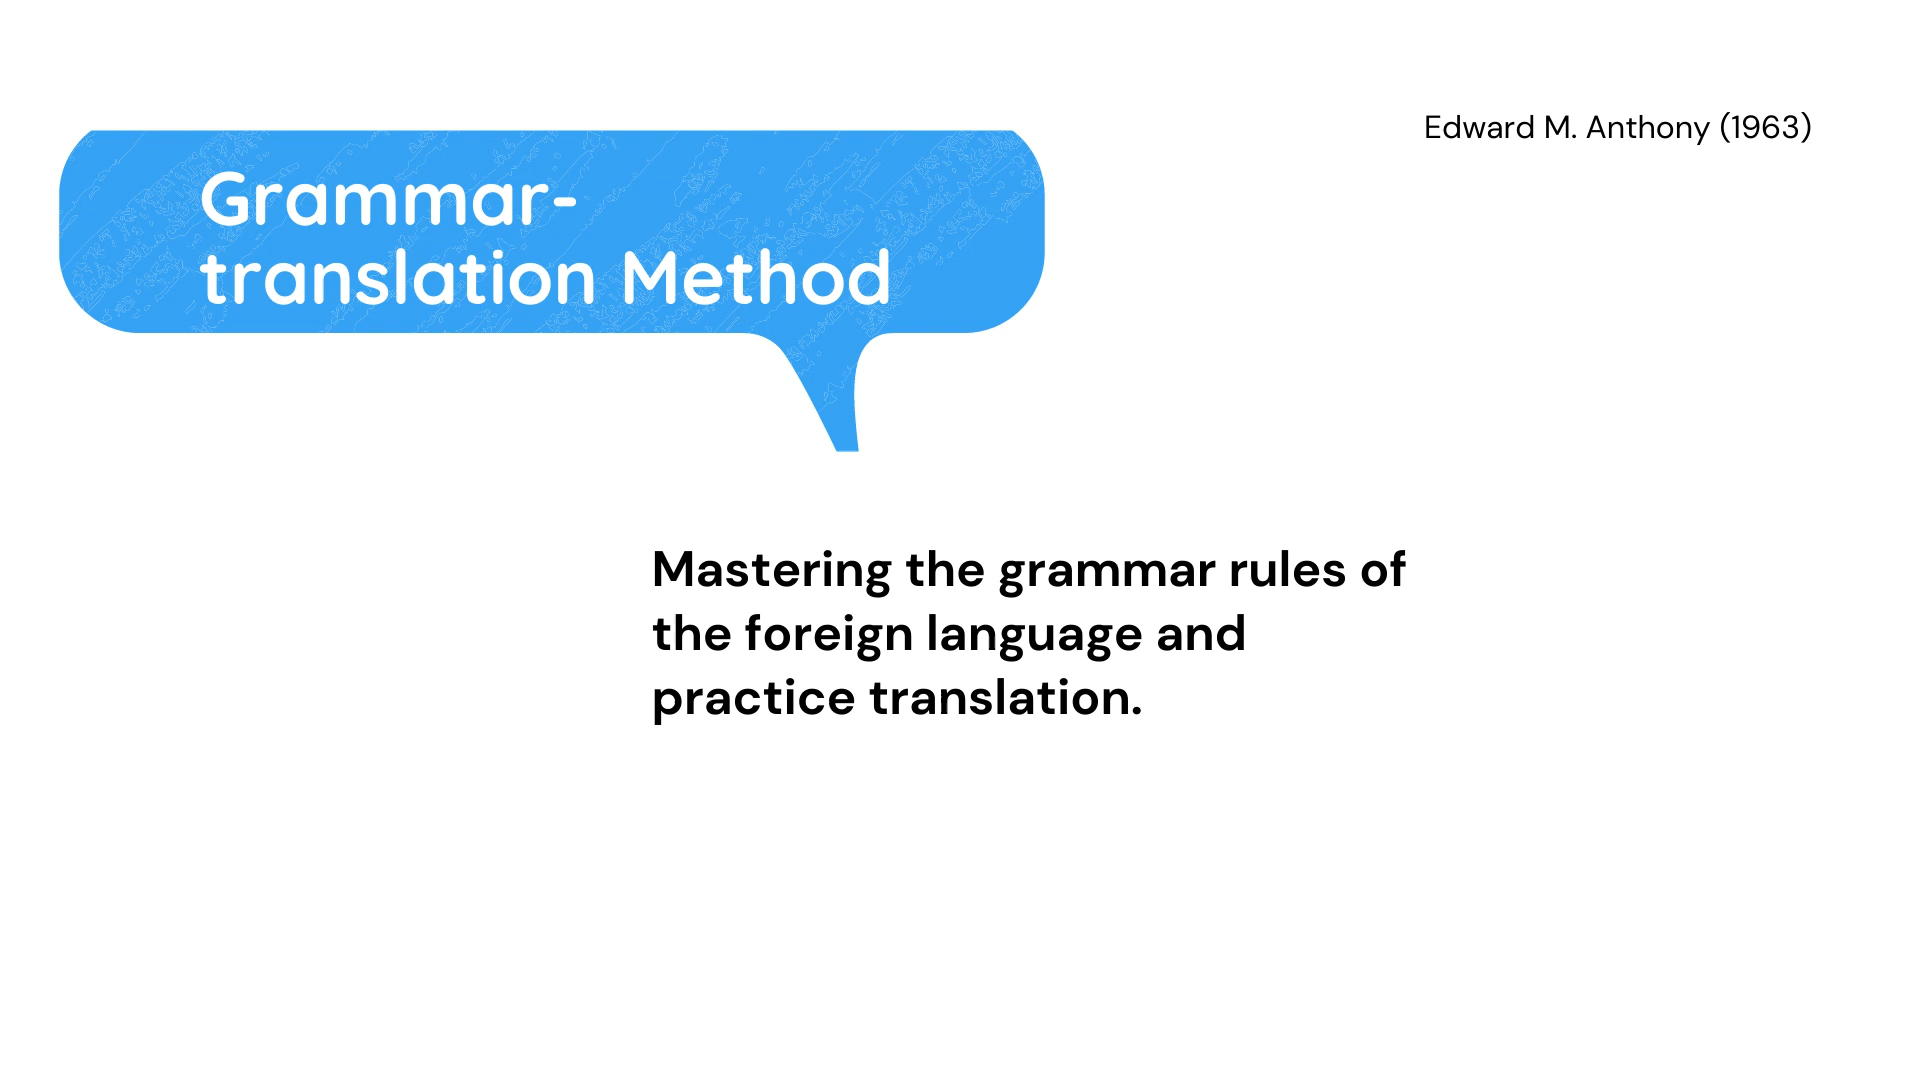 Edward M. Anthony (1963)
Grammar-
translation Method
Mastering the grammar rules of
the foreign language and
practice translation.